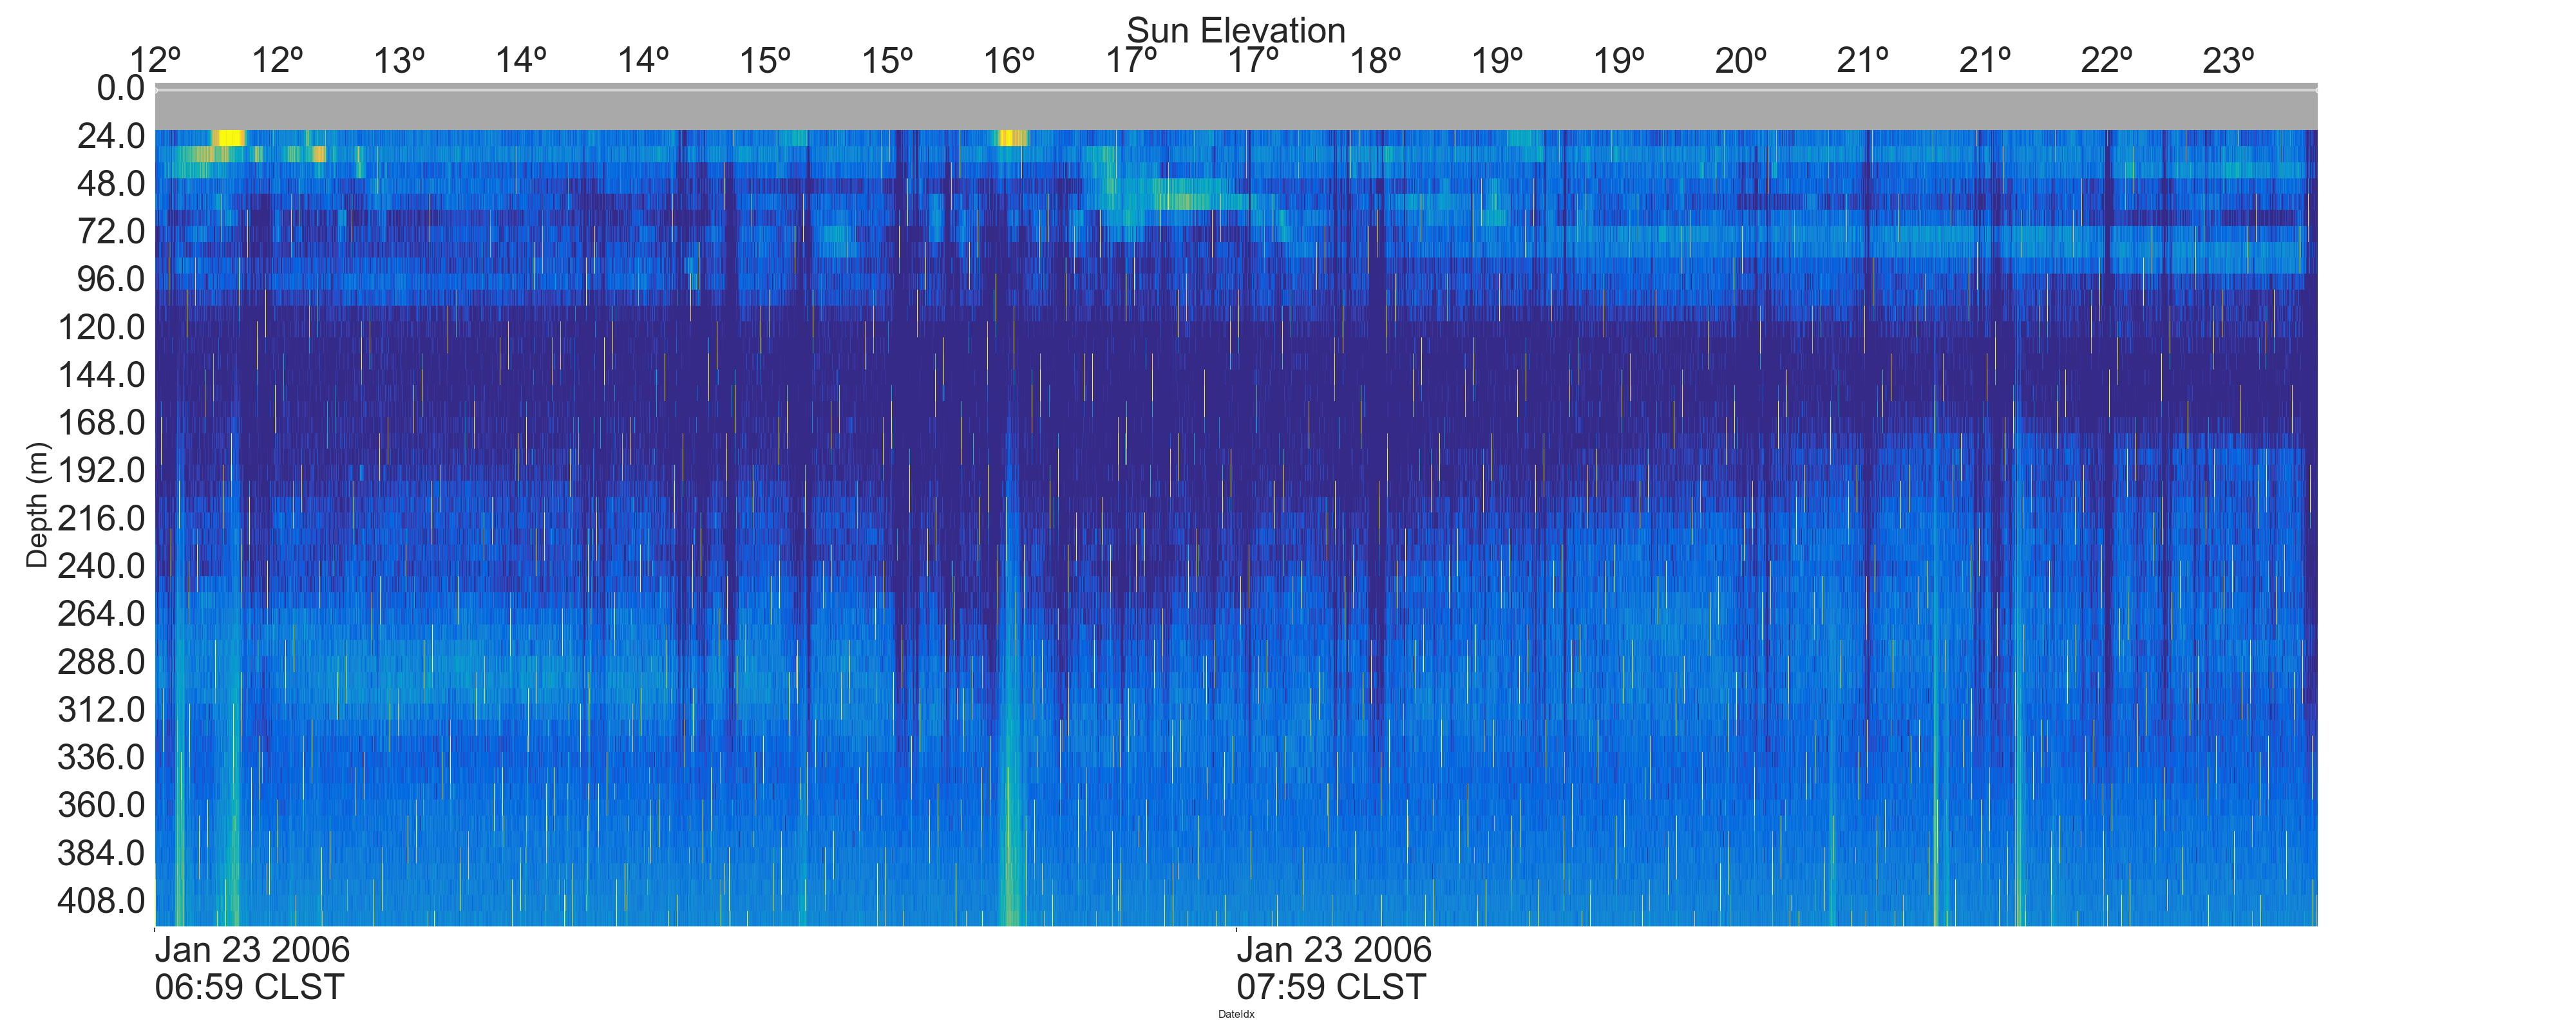 Sun Elevation
12º 12º 13º 14º 14º 15º 15º 16º 17º 17º 18º 19º 19º 20º 21º 21º 22º 23º
0.0
24.0
48.0
72.0
96.0
120.0
144.0
168.0
192.0
216.0
240.0
264.0
288.0
312.0
336.0
360.0
384.0
408.0
Depth (m)
Jan 23 2006
06:59 CLST
Jan 23 2006
07:59 CLST
DateIdx